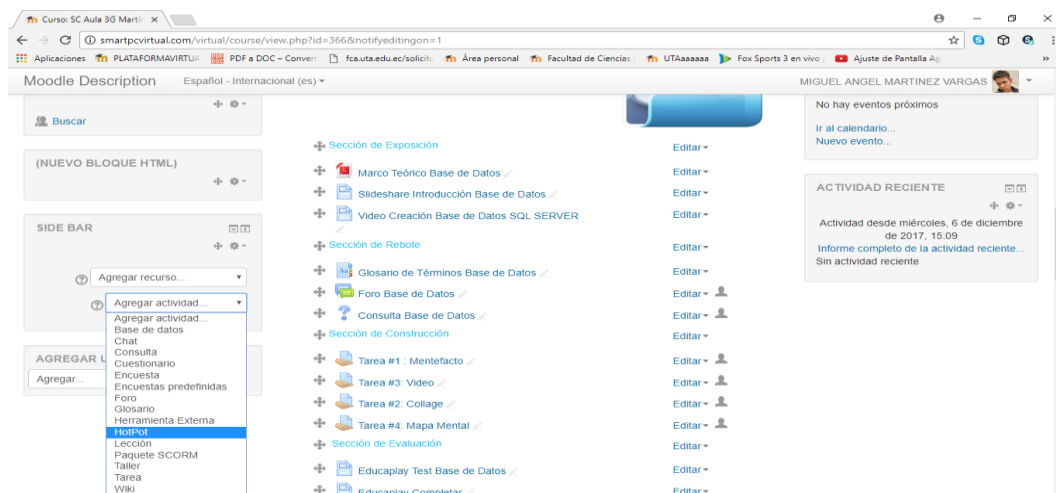 Curso: SC Aula 3G Martín
smartpcvirtual.com/virtual/course/view.php?id=366&notifyeditingon=1
Aplicaciones PLATAFORMAVIRTUA PDF a DOC – Convert fca.uta.edu.ec/solicitu Área personal Facultad de Ciencias UTAaaaaaa Fox Sports 3 en vivo Ajuste de Pantalla Ag
Moodle Description Español - Internacional (es) MIGUEL ANGEL MARTINEZ VARGAS
Buscar
(NUEVO BLOQUE HTML)
SIDE BAR
Agregar recurso...
Agregar actividad...
Agregar actividad...
Base de datos
Chat
Consulta
Cuestionario
Encuesta
Encuestas predefinidas
Foro
Glosario
Herramienta Externa
HotPot
Lección
Paquete SCORM
Taller
Tarea
Wiki
AGREGAR U
Agregar...
Sección de Exposición Editar
Marco Teórico Base de Datos Editar
Slideshare Introducción Base de Datos Editar
Video Creación Base de Datos SQL SERVER Editar
Sección de Rebote Editar
Glosario de Términos Base de Datos Editar
Foro Base de Datos Editar
Consulta Base de Datos Editar
Sección de Construcción Editar
Tarea #1 : Mentefacto Editar
Tarea #3: Video Editar
Tarea #2: Collage Editar
Tarea #4: Mapa Mental Editar
Sección de Evaluación Editar
Educaplay Test Base de Datos Editar
Educaplay Completar Editar
No hay eventos próximos
Ir al calendario...
Nuevo evento...
ACTIVIDAD RECIENTE
Actividad desde miércoles, 6 de diciembre
de 2017, 15:09
Informe completo de la actividad reciente...
Sin actividad reciente